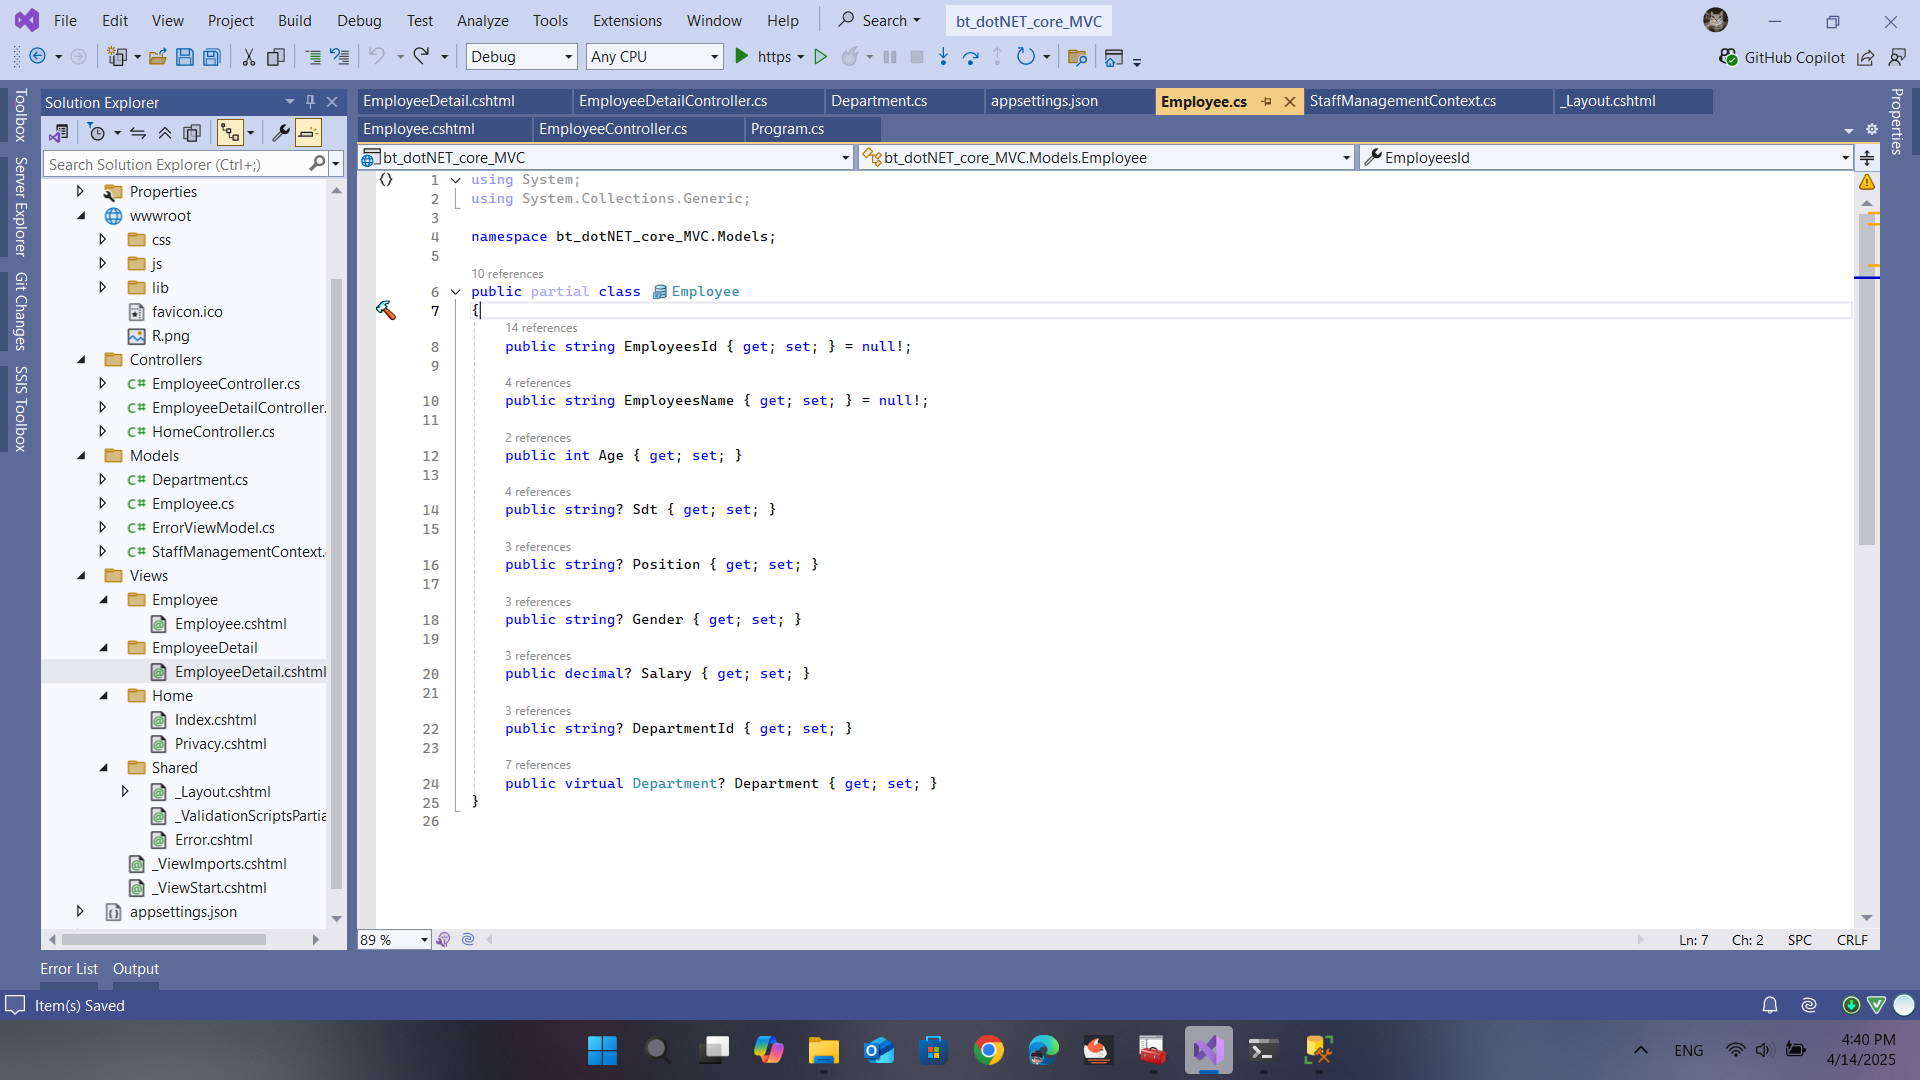 File Edit View Project Build Debug Test Analyze Tools Extensions Window Help Search bt_dotNET_core_MVC
Debug Any CPU https GitHub Copilot
Toolbox
Server Explorer
Git Changes
SSIS Toolbox
Solution Explorer
Search Solution Explorer (Ctrl+;)
Properties
wwwroot
css
js
lib
favicon.ico
R.png
Controllers
C# EmployeeController.cs
C# EmployeeDetailController.
C# HomeController.cs
Models
C# Department.cs
C# Employee.cs
C# ErrorViewModel.cs
C# StaffManagementContext.
Views
Employee
Employee.cshtml
EmployeeDetail
EmployeeDetail.cshtml
Home
Index.cshtml
Privacy.cshtml
Shared
_Layout.cshtml
_ValidationScriptsPartia
Error.cshtml
_ViewImports.cshtml
_ViewStart.cshtml
appsettings.json
EmployeeDetail.cshtml EmployeeDetailController.cs Department.cs appsettings.json Employee.cs StaffManagementContext.cs _Layout.cshtml
Employee.cshtml EmployeeController.cs Program.cs
bt_dotNET_core_MVC bt_dotNET_core_MVC.Models.Employee EmployeesId
1 using System;
2 using System.Collections.Generic;
3
4 namespace bt_dotNET_core_MVC.Models;
5
10 references
6 public partial class Employee
7 {
14 references
8 public string EmployeesId { get; set; } = null!;
9
4 references
10 public string EmployeesName { get; set; } = null!;
11
2 references
12 public int Age { get; set; }
13
4 references
14 public string? Sdt { get; set; }
15
3 references
16 public string? Position { get; set; }
17
3 references
18 public string? Gender { get; set; }
19
3 references
20 public decimal? Salary { get; set; }
21
3 references
22 public string? DepartmentId { get; set; }
23
7 references
24 public virtual Department? Department { get; set; }
25 }
26
89 % Ln: 7 Ch: 2 SPC CRLF
Properties
Error List Output
Item(s) Saved
ENG 4:40 PM
4/14/2025